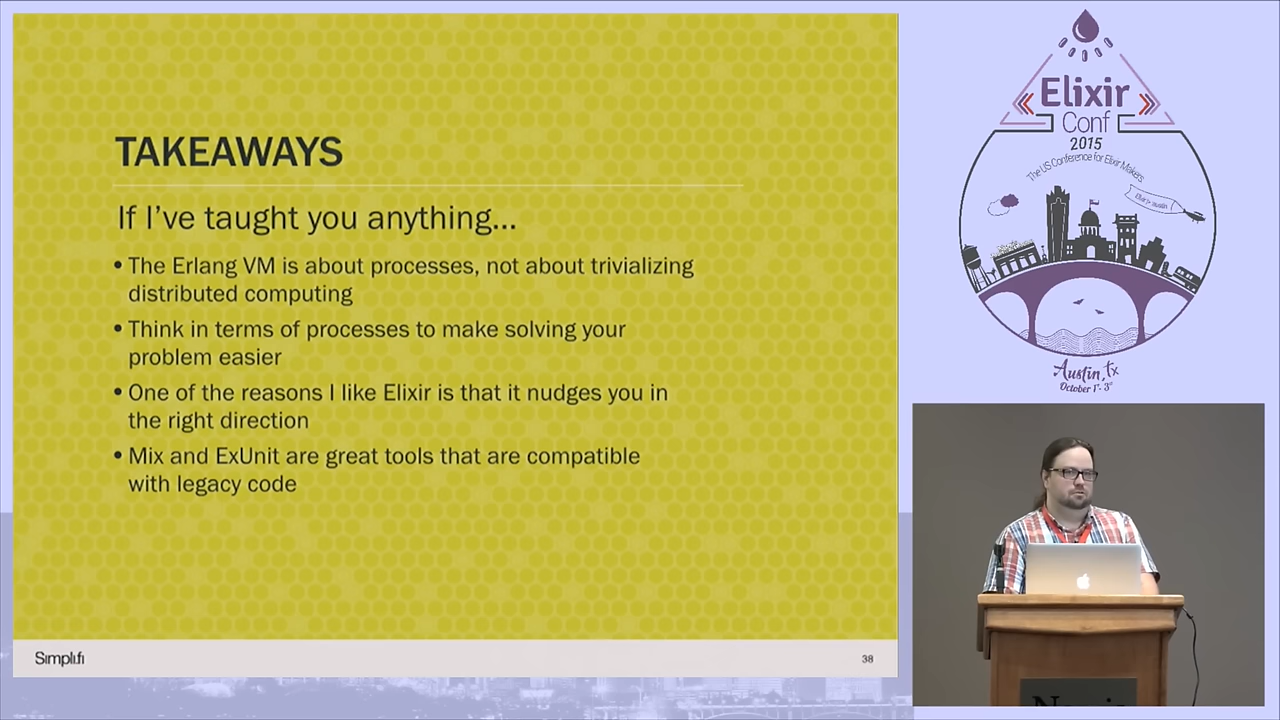 TAKEAWAYS
If I've taught you anything...
• The Erlang VM is about processes, not about trivializing
distributed computing
• Think in terms of processes to make solving your
problem easier
• One of the reasons I like Elixir is that it nudges you in
the right direction
• Mix and ExUnit are great tools that are compatible
with legacy code
Simpli.fi
38
Elixir
Conf
2015
The US Conference for Elixir Makers
Austin, TX
October 1st - 3rd